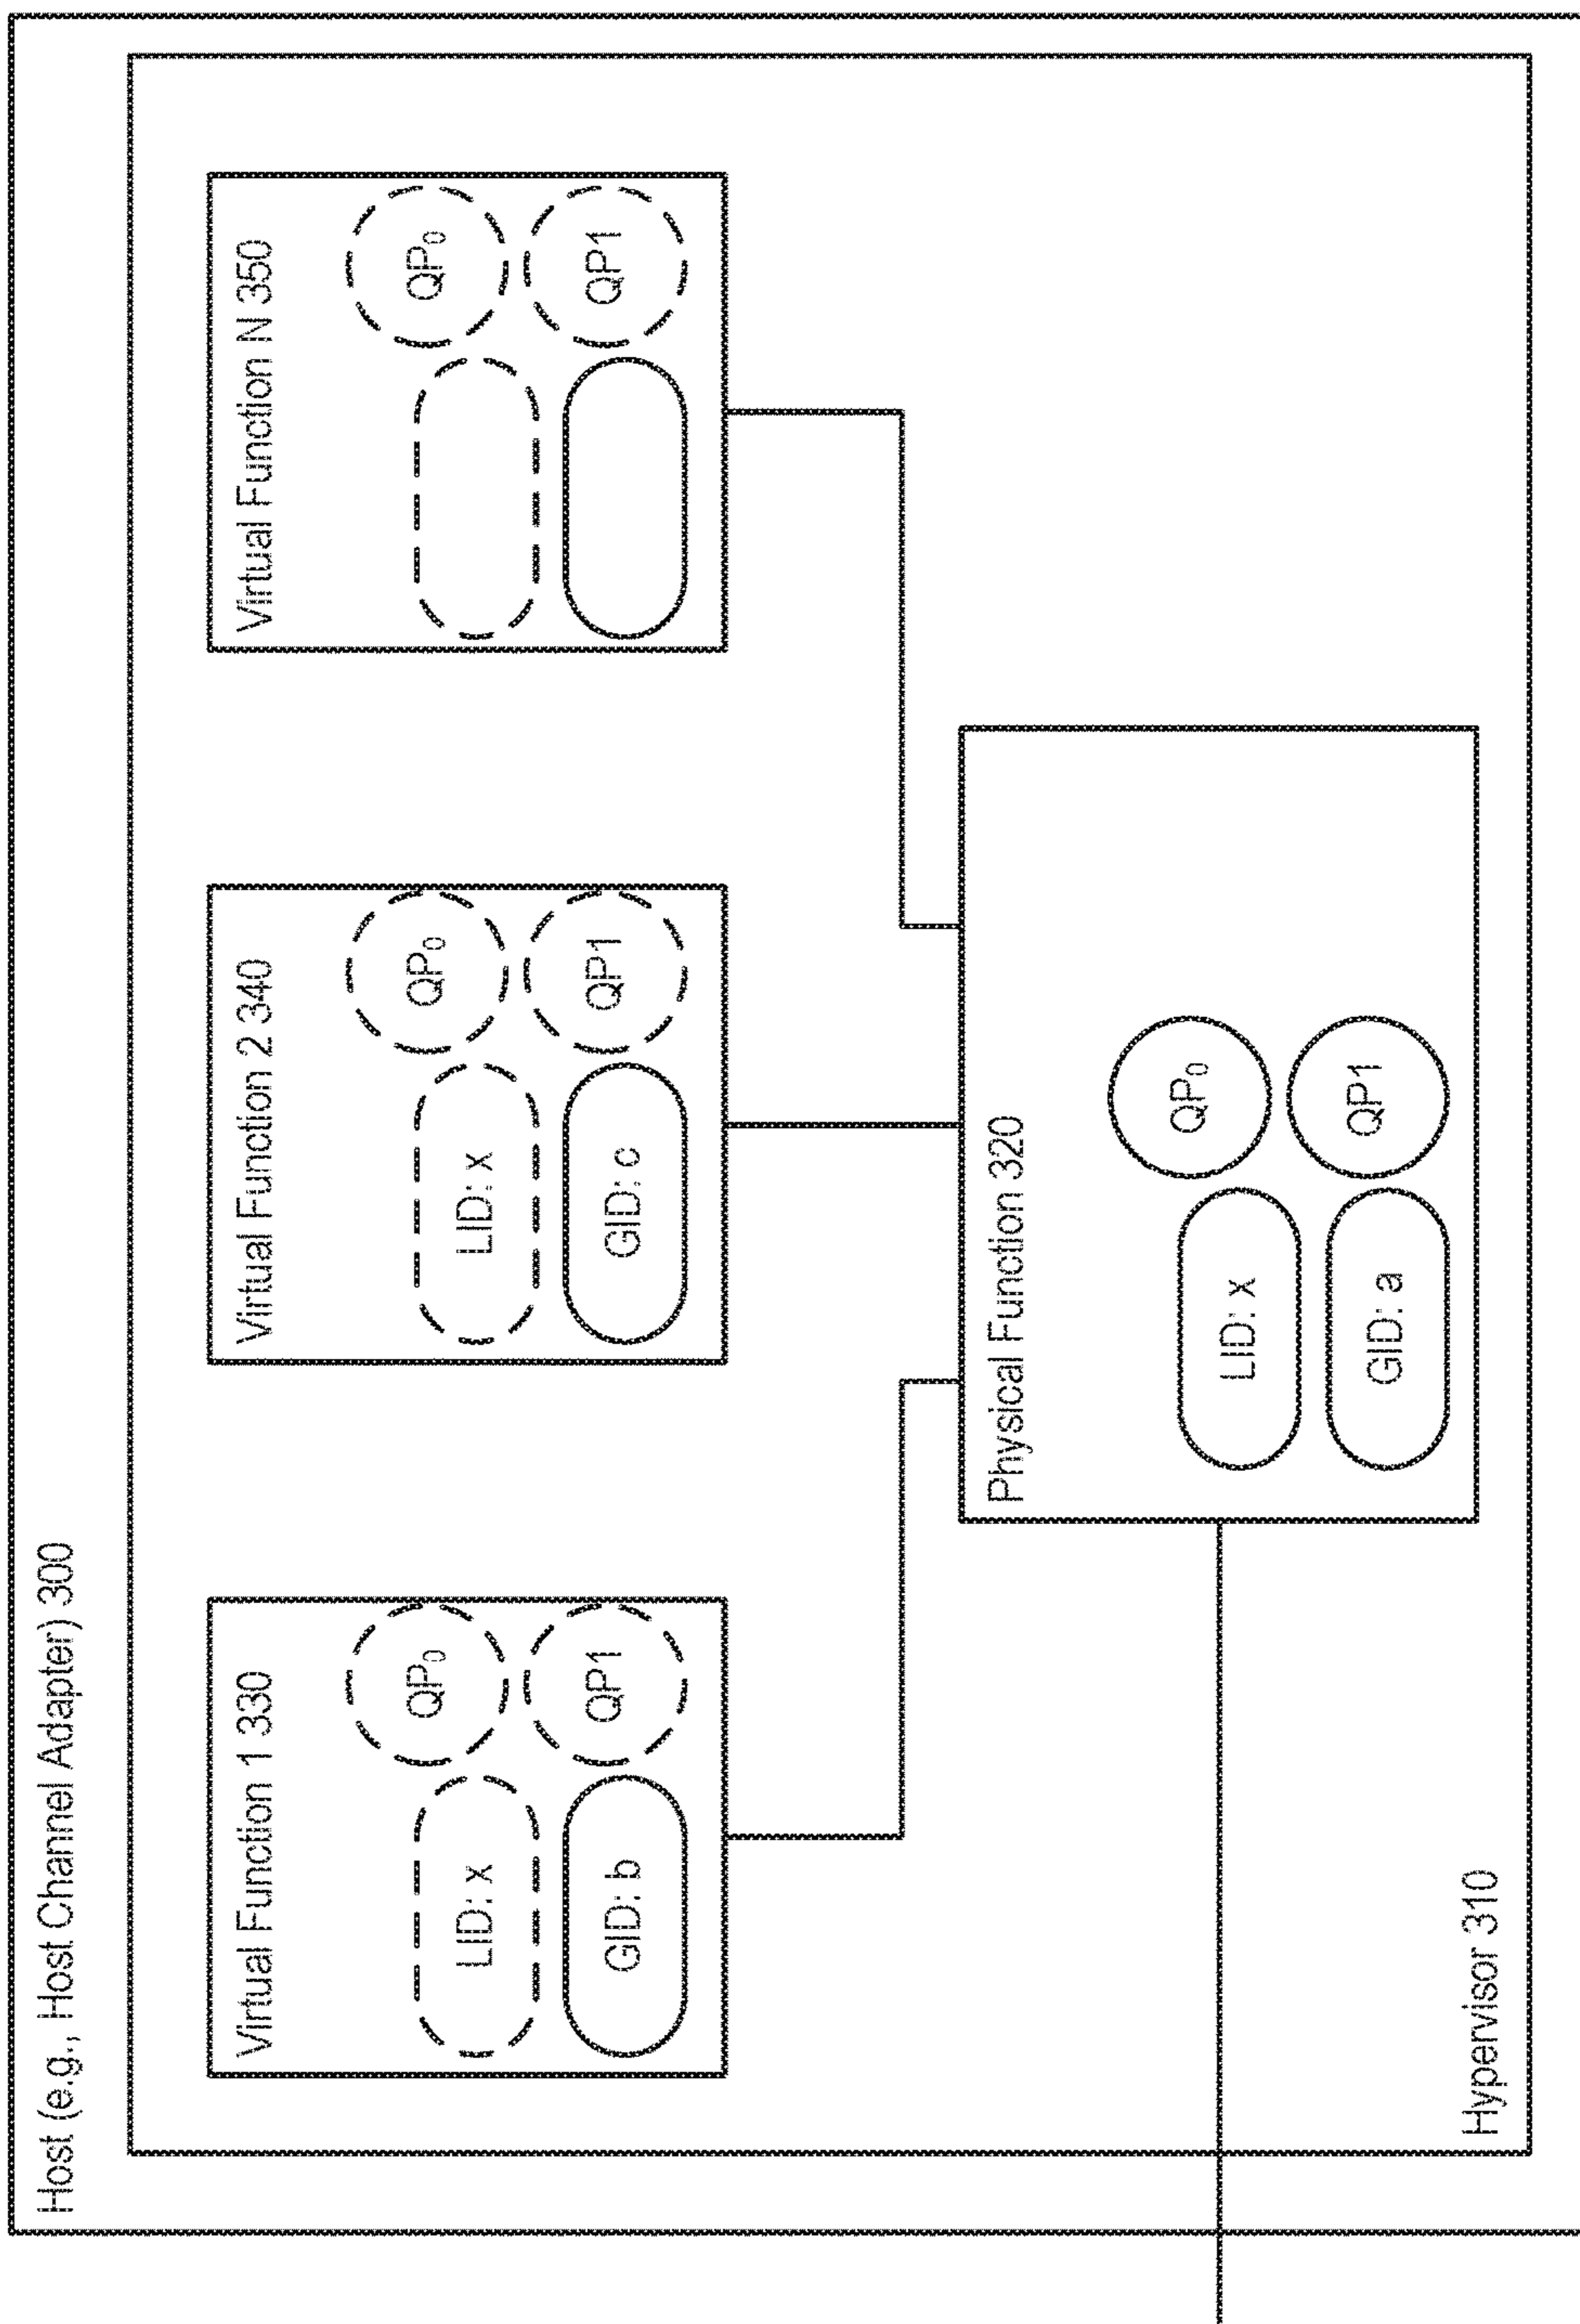 Host (e.g., Host Channel Adapter) 300
Virtual Function 1 330
QP₀
LID: x
QP1
GID: b
Virtual Function 2 340
QP₀
LID: x
QP1
GID: c
Virtual Function N 350
QP₀
QP1
Physical Function 320
QP₀
LID: x
QP1
GID: a
Hypervisor 310